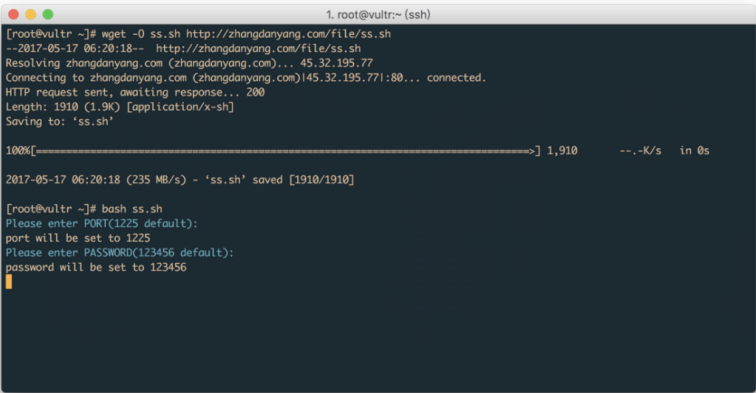 1. root@vultr:~ (ssh)
[root@vultr ~]# wget -O ss.sh http://zhangdanyang.com/file/ss.sh
--2017-05-17 06:20:18--  http://zhangdanyang.com/file/ss.sh
Resolving zhangdanyang.com (zhangdanyang.com)... 45.32.195.77
Connecting to zhangdanyang.com (zhangdanyang.com)|45.32.195.77|:80... connected.
HTTP request sent, awaiting response... 200
Length: 1910 (1.9K) [application/x-sh]
Saving to: ‘ss.sh’
100%[==================================================================================>] 1,910       --.-K/s   in 0s
2017-05-17 06:20:18 (235 MB/s) - ‘ss.sh’ saved [1910/1910]
[root@vultr ~]# bash ss.sh
Please enter PORT(1225 default):
port will be set to 1225
Please enter PASSWORD(123456 default):
password will be set to 123456